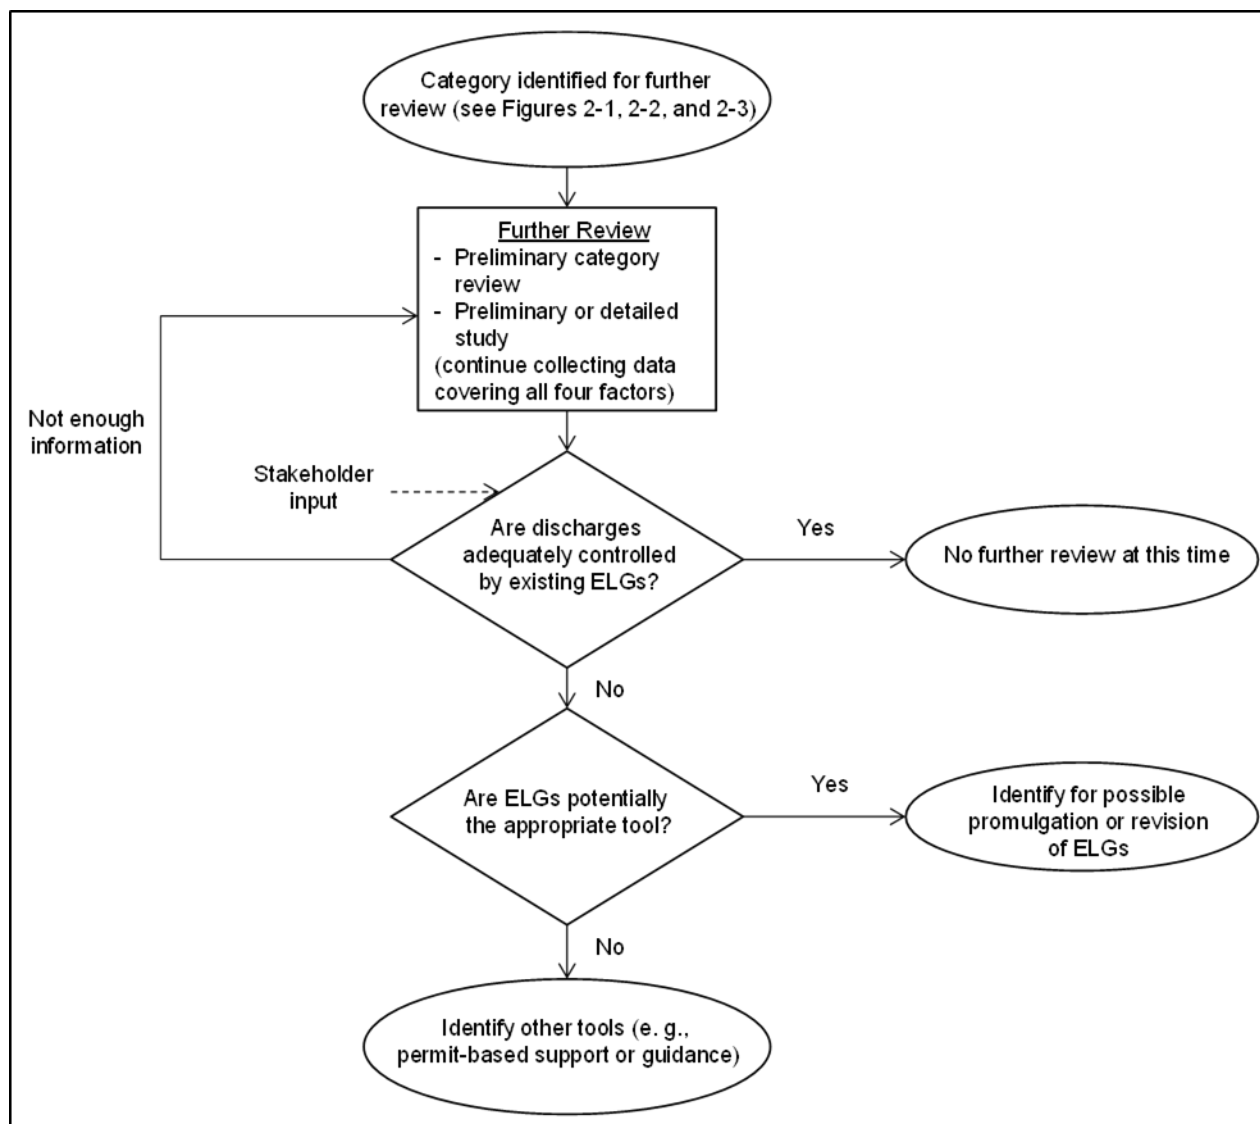 Category identified for further
review (see Figures 2-1, 2-2, and 2-3)
Further Review
- Preliminary category
review
- Preliminary or detailed
study
(continue collecting data
covering all four factors)
Not enough
information
Stakeholder
input
Are discharges
adequately controlled
by existing ELGs?
Yes
No further review at this time
No
Are ELGs potentially
the appropriate tool?
Yes
Identify for possible
promulgation or revision
of ELGs
No
Identify other tools (e. g.,
permit-based support or guidance)